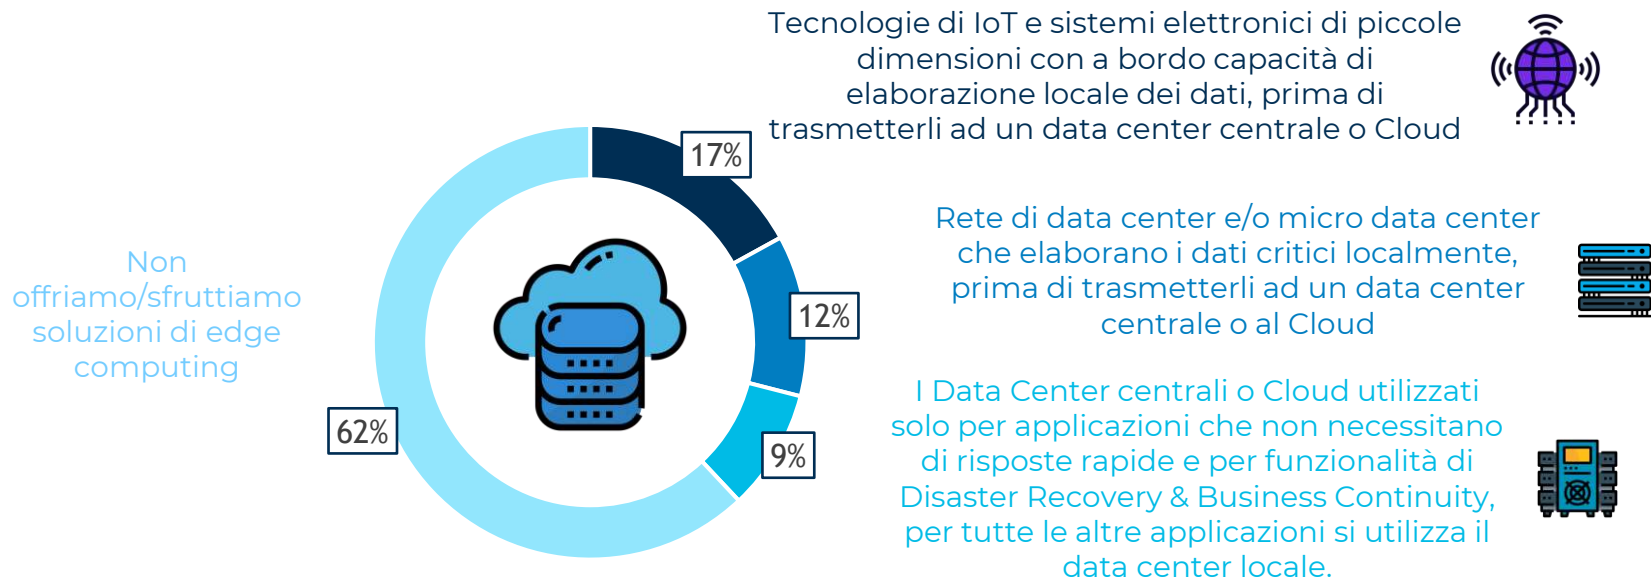 Tecnologie di IoT e sistemi elettronici di piccole
dimensioni con a bordo capacità di
elaborazione locale dei dati, prima di
trasmetterli ad un data center centrale o Cloud
17%
Rete di data center e/o micro data center
che elaborano i dati critici localmente,
prima di trasmetterli ad un data center
centrale o al Cloud
12%
Non
offriamo/sfruttiamo
soluzioni di edge
computing
62%
I Data Center centrali o Cloud utilizzati
solo per applicazioni che non necessitano
di risposte rapide e per funzionalità di
Disaster Recovery & Business Continuity,
per tutte le altre applicazioni si utilizza il
data center locale.
9%